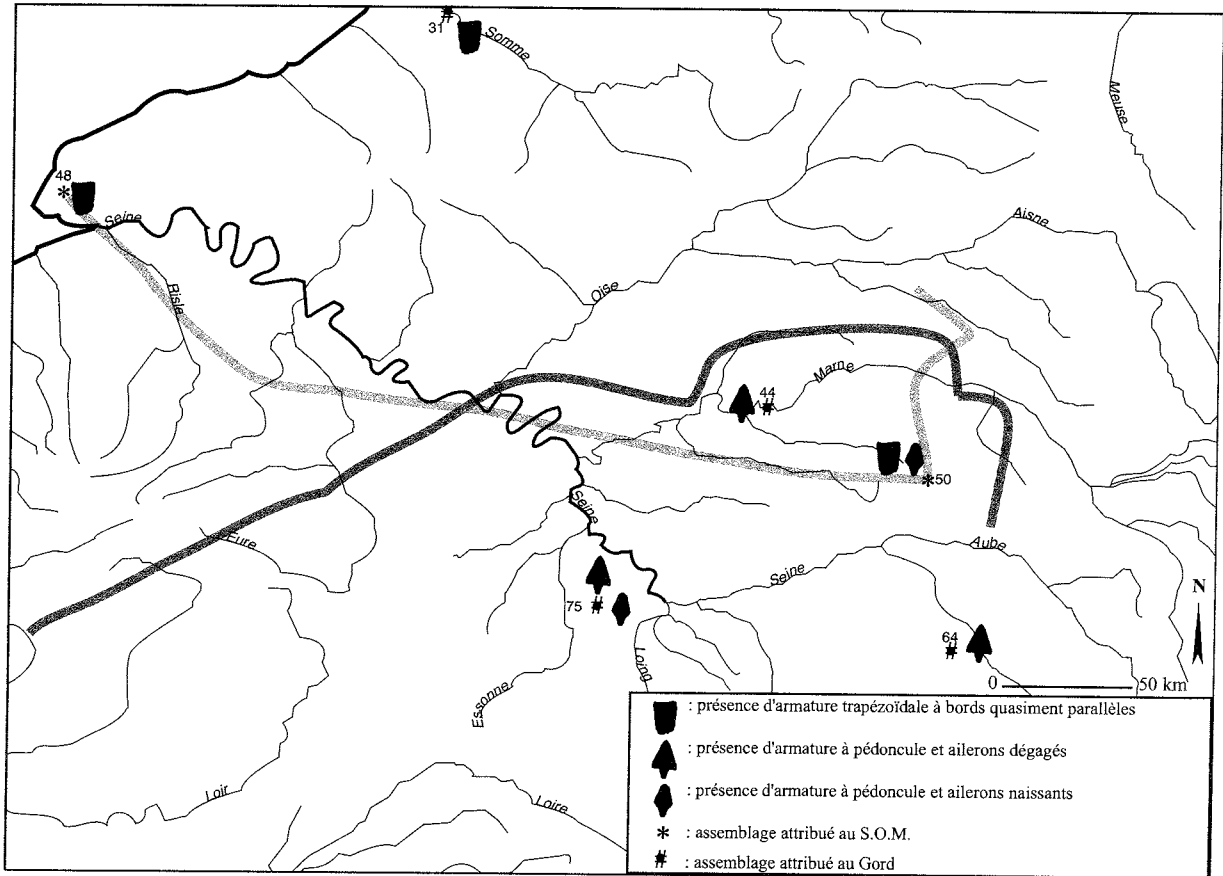 31
#
Somme
Meuse
48
*
Seine
Aisne
Risle
Oise
Marne
44
#
* 50
Seine
Eure
Aube
Seine
75 #
N
64
#
Loing
Essonne
0 50 km
Loir
Loire
: présence d'armature trapézoïdale à bords quasiment parallèles
: présence d'armature à pédoncule et ailerons dégagés
: présence d'armature à pédoncule et ailerons naissants
* : assemblage attribué au S.O.M.
# : assemblage attribué au Gord